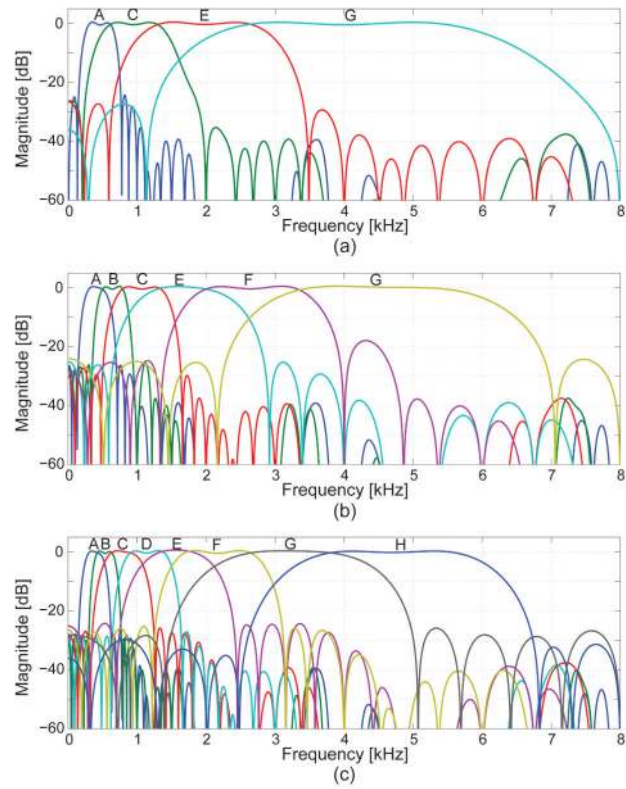 A C E G
Magnitude [dB]
0
−20
−40
−60
0 1 2 3 4 5 6 7 8
Frequency [kHz]
(a)
A B C E F G
Magnitude [dB]
0
−20
−40
−60
0 1 2 3 4 5 6 7 8
Frequency [kHz]
(b)
A B C D E F G H
Magnitude [dB]
0
−20
−40
−60
0 1 2 3 4 5 6 7 8
Frequency [kHz]
(c)